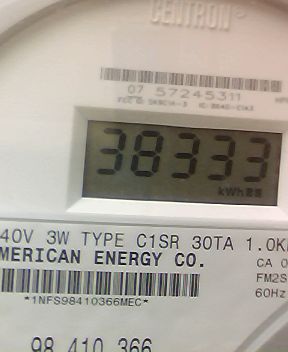 CENTRON®
07 57245311
38333
kWh
40V 3W TYPE C1SR 30TA 1.0K
MERICAN ENERGY CO.
CA 0
FM2S
60Hz
*1NFS98410366MEC*
98 410 366